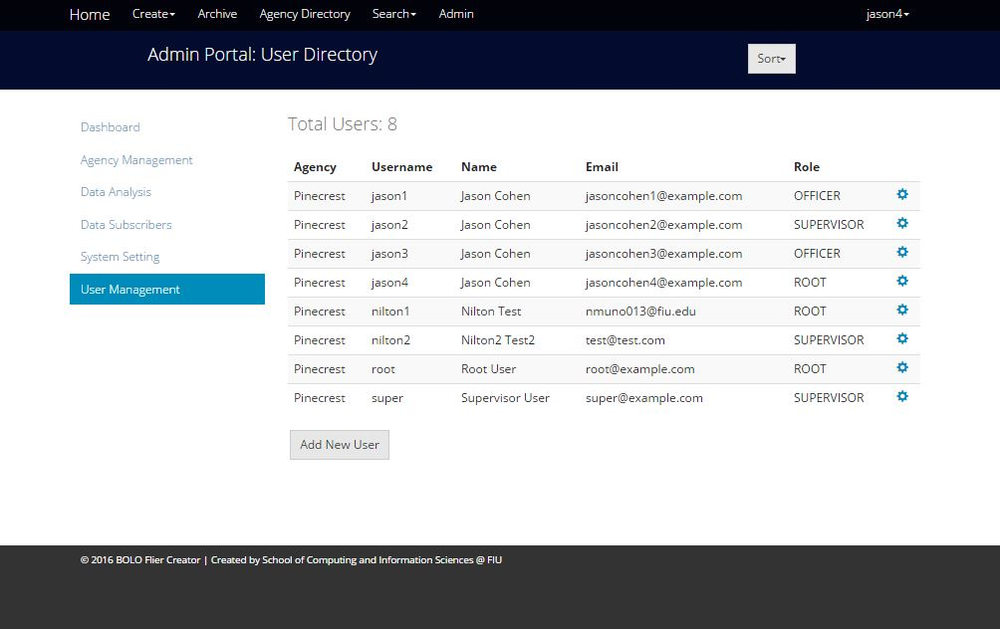 Home Create Archive Agency Directory Search Admin jason4
Admin Portal: User Directory Sort
Dashboard
Agency Management
Data Analysis
Data Subscribers
System Setting
User Management
Total Users: 8
Agency Username Name Email Role
Pinecrest jason1 Jason Cohen jasoncohen1@example.com OFFICER
Pinecrest jason2 Jason Cohen jasoncohen2@example.com SUPERVISOR
Pinecrest jason3 Jason Cohen jasoncohen3@example.com OFFICER
Pinecrest jason4 Jason Cohen jasoncohen4@example.com ROOT
Pinecrest nilton1 Nilton Test nmuno013@fiu.edu ROOT
Pinecrest nilton2 Nilton2 Test2 test@test.com SUPERVISOR
Pinecrest root Root User root@example.com ROOT
Pinecrest super Supervisor User super@example.com SUPERVISOR
Add New User
© 2016 BOLO Flier Creator | Created by School of Computing and Information Sciences @ FIU